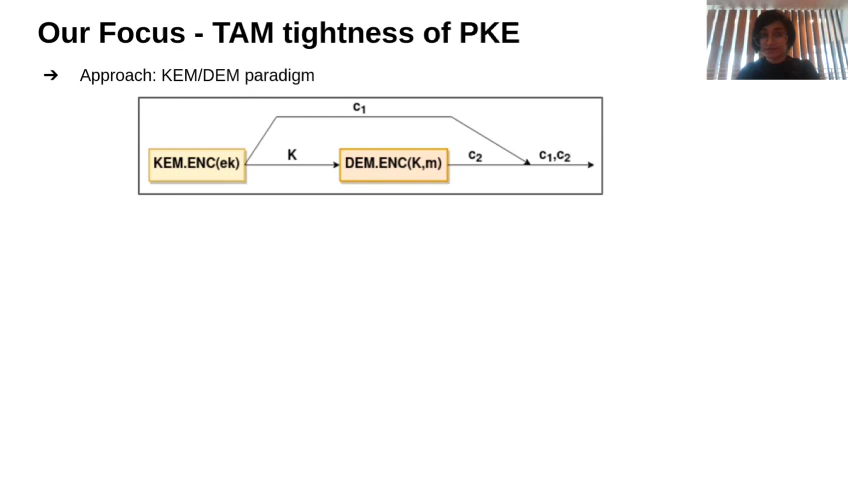 Our Focus - TAM tightness of PKE
➔ Approach: KEM/DEM paradigm
c₁
KEM.ENC(ek) K DEM.ENC(K,m) c₂ c₁,c₂